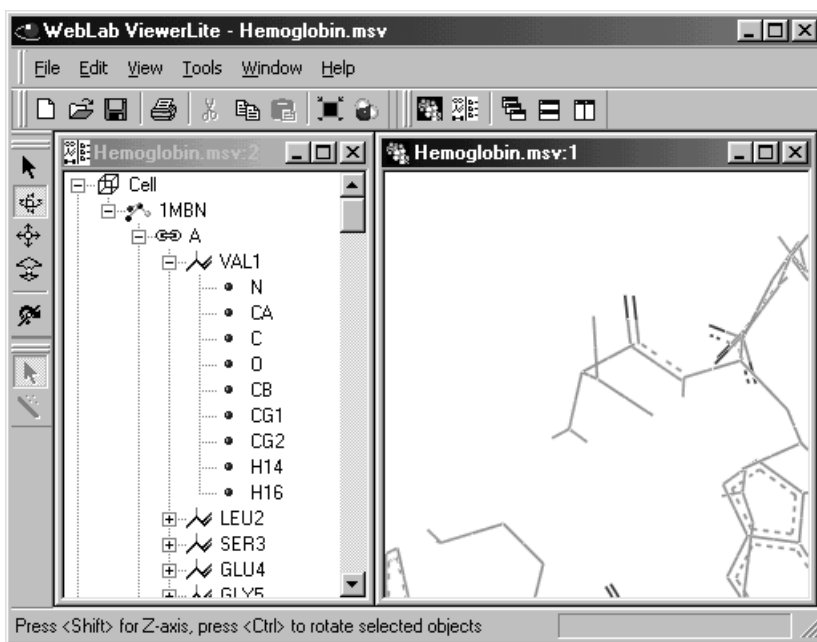 WebLab ViewerLite - Hemoglobin.msv
File Edit View Tools Window Help
Hemoglobin.msv:2
Cell
1MBN
A
VAL1
N
CA
C
O
CB
CG1
CG2
H14
H16
LEU2
SER3
GLU4
GLY5
Hemoglobin.msv:1
Press <Shift> for Z-axis, press <Ctrl> to rotate selected objects